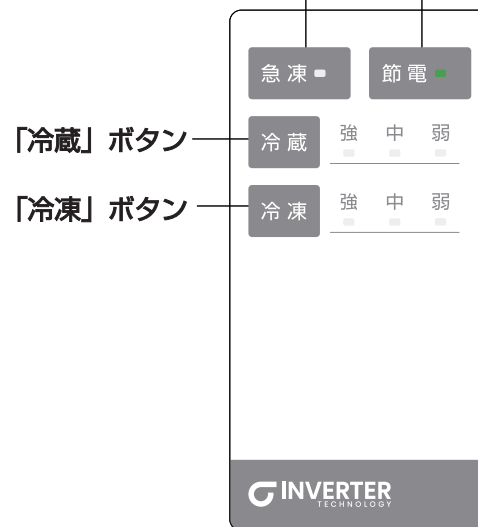 急凍 節電
「冷蔵」ボタン 冷蔵 強 中 弱
「冷凍」ボタン 冷凍 強 中 弱
INVERTER
TECHNOLOGY